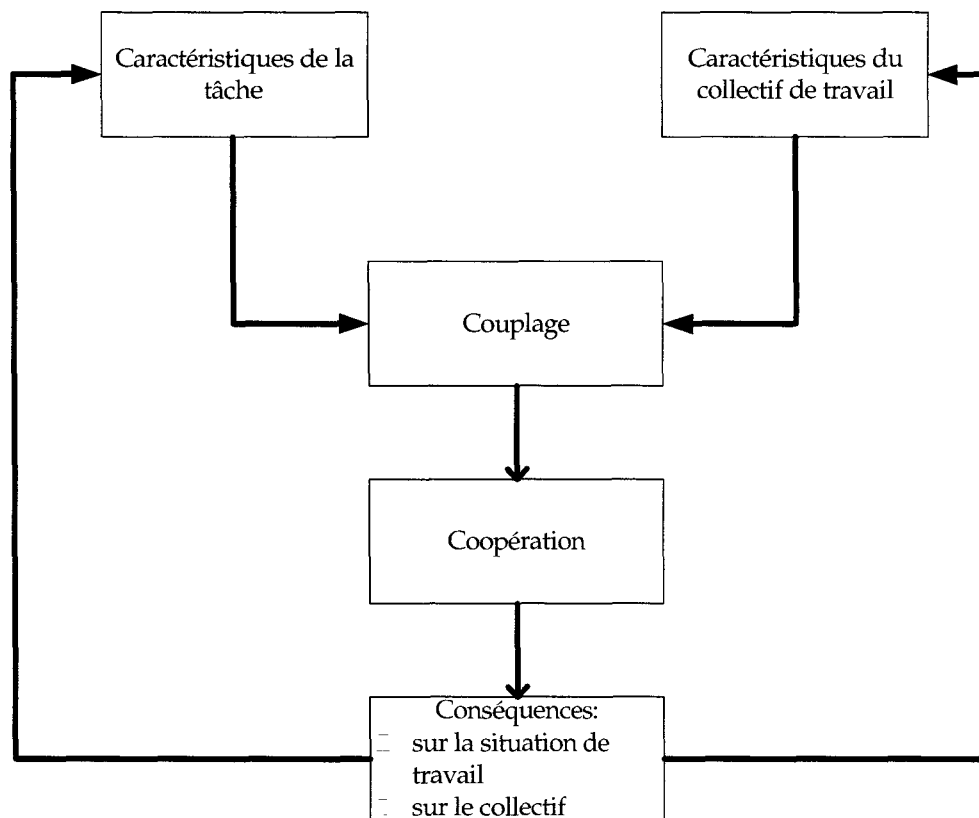 Caractéristiques de la
tâche
Caractéristiques du
collectif de travail
Couplage
Coopération
Conséquences:
sur la situation de
travail
sur le collectif